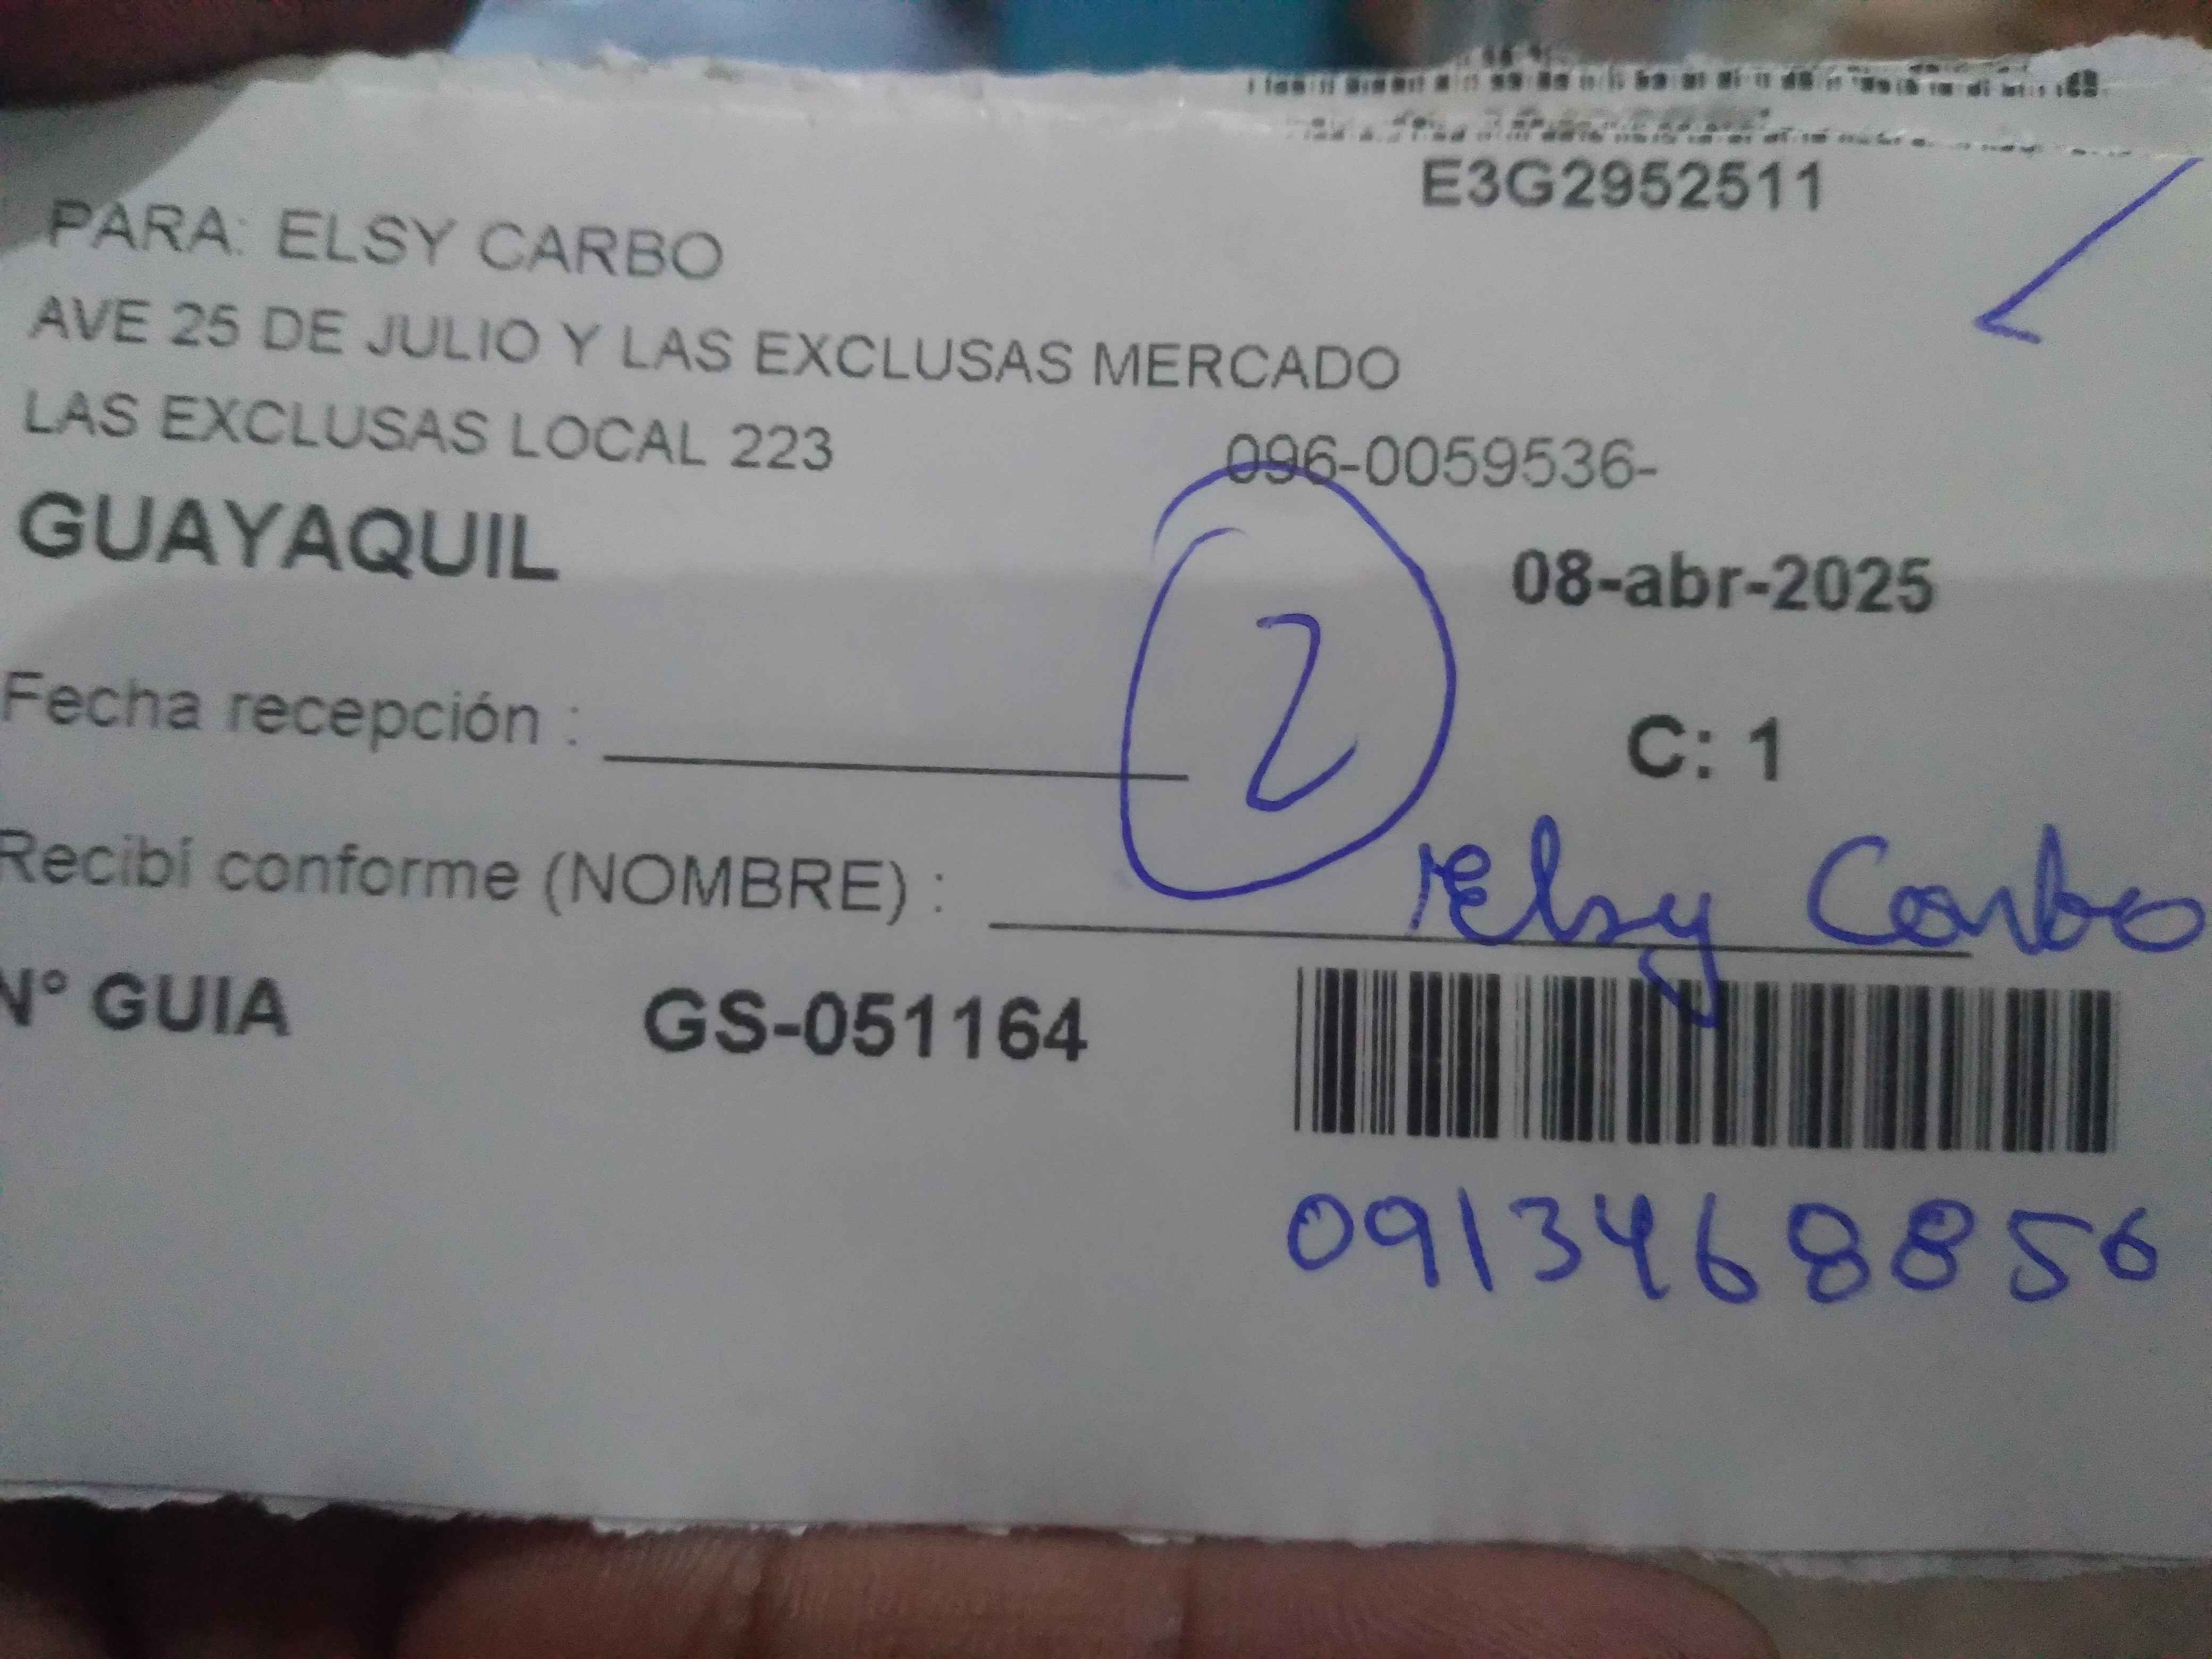 E3G2952511
PARA: ELSY CARBO
AVE 25 DE JULIO Y LAS EXCLUSAS MERCADO
LAS EXCLUSAS LOCAL 223 096-0059536-
GUAYAQUIL
08-abr-2025
2
Fecha recepción :
C: 1
Recibí conforme (NOMBRE) : Elsy Carbo
N° GUIA GS-051164
0913468856